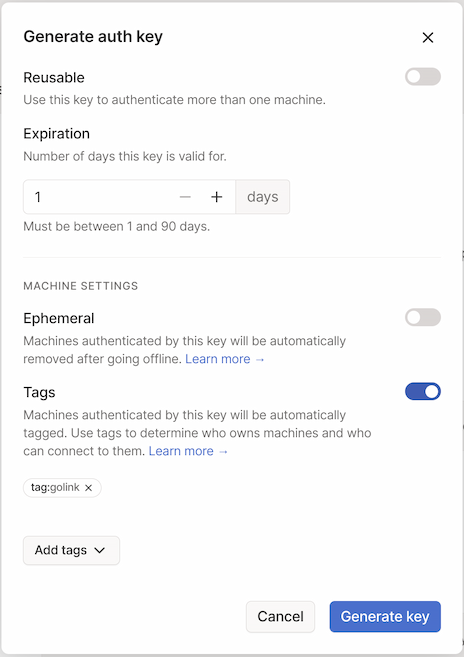 Generate auth key
Reusable
Use this key to authenticate more than one machine.
Expiration
Number of days this key is valid for.
1
days
Must be between 1 and 90 days.
MACHINE SETTINGS
Ephemeral
Machines authenticated by this key will be automatically
removed after going offline. Learn more →
Tags
Machines authenticated by this key will be automatically
tagged. Use tags to determine who owns machines and who
can connect to them. Learn more →
tag:golink
Add tags
Cancel
Generate key